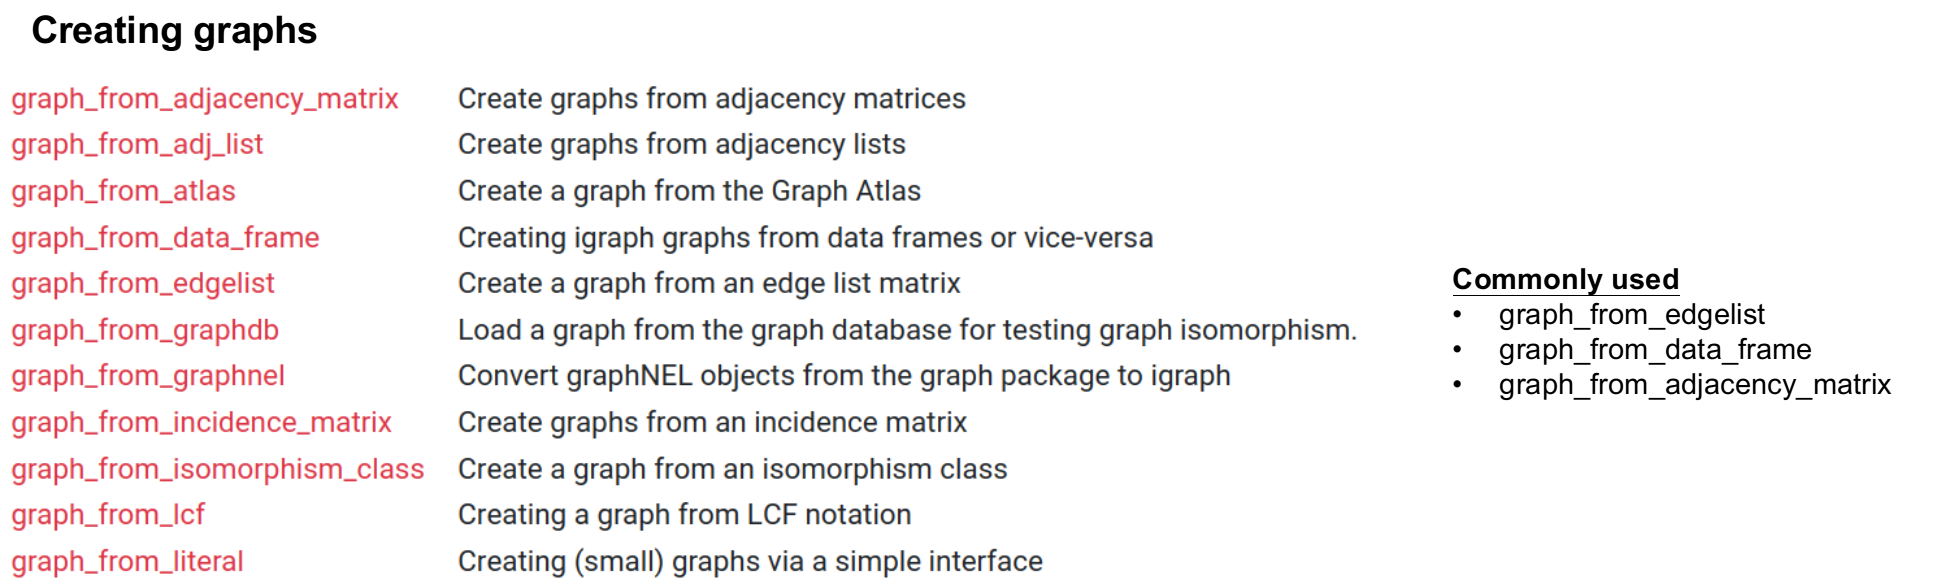 Creating graphs
graph_from_adjacency_matrix Create graphs from adjacency matrices
graph_from_adj_list Create graphs from adjacency lists
graph_from_atlas Create a graph from the Graph Atlas
graph_from_data_frame Creating igraph graphs from data frames or vice-versa
graph_from_edgelist Create a graph from an edge list matrix
graph_from_graphdb Load a graph from the graph database for testing graph isomorphism.
graph_from_graphnel Convert graphNEL objects from the graph package to igraph
graph_from_incidence_matrix Create graphs from an incidence matrix
graph_from_isomorphism_class Create a graph from an isomorphism class
graph_from_lcf Creating a graph from LCF notation
graph_from_literal Creating (small) graphs via a simple interface
Commonly used
• graph_from_edgelist
• graph_from_data_frame
• graph_from_adjacency_matrix